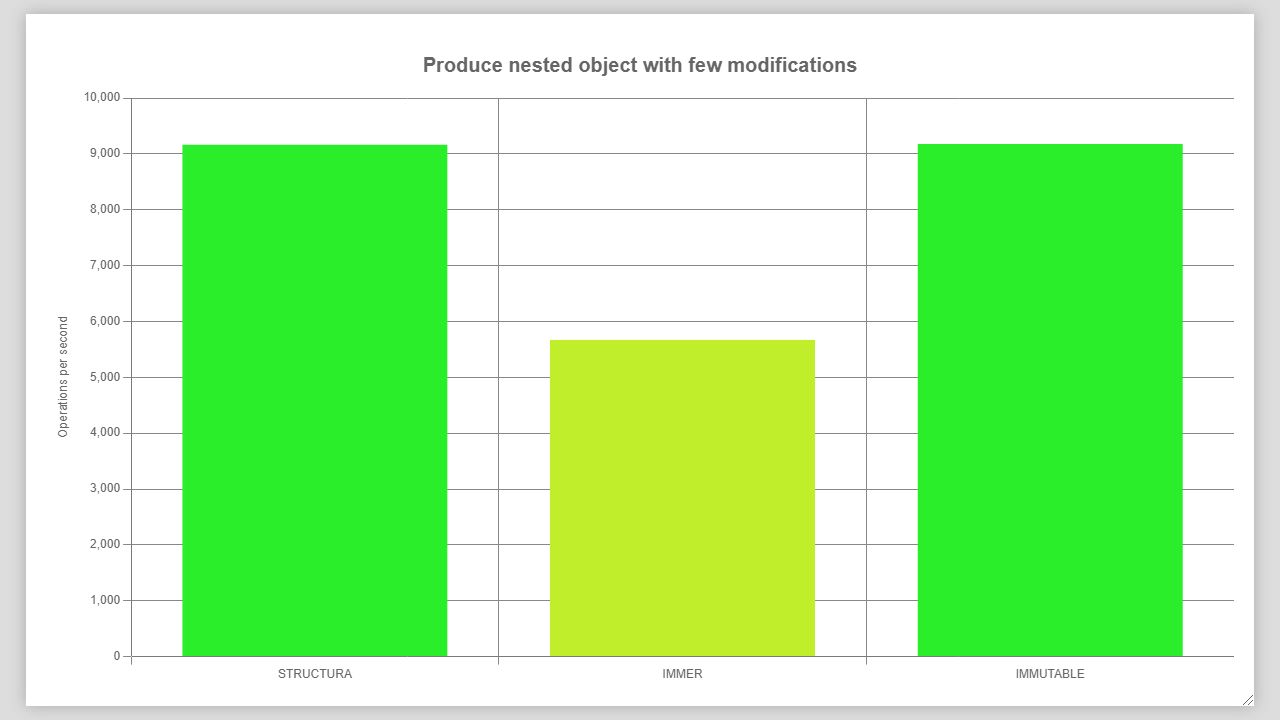 Produce nested object with few modifications
10,000
9,000
8,000
7,000
6,000
5,000
4,000
3,000
2,000
1,000
0
Operations per second
STRUCTURA
IMMER
IMMUTABLE